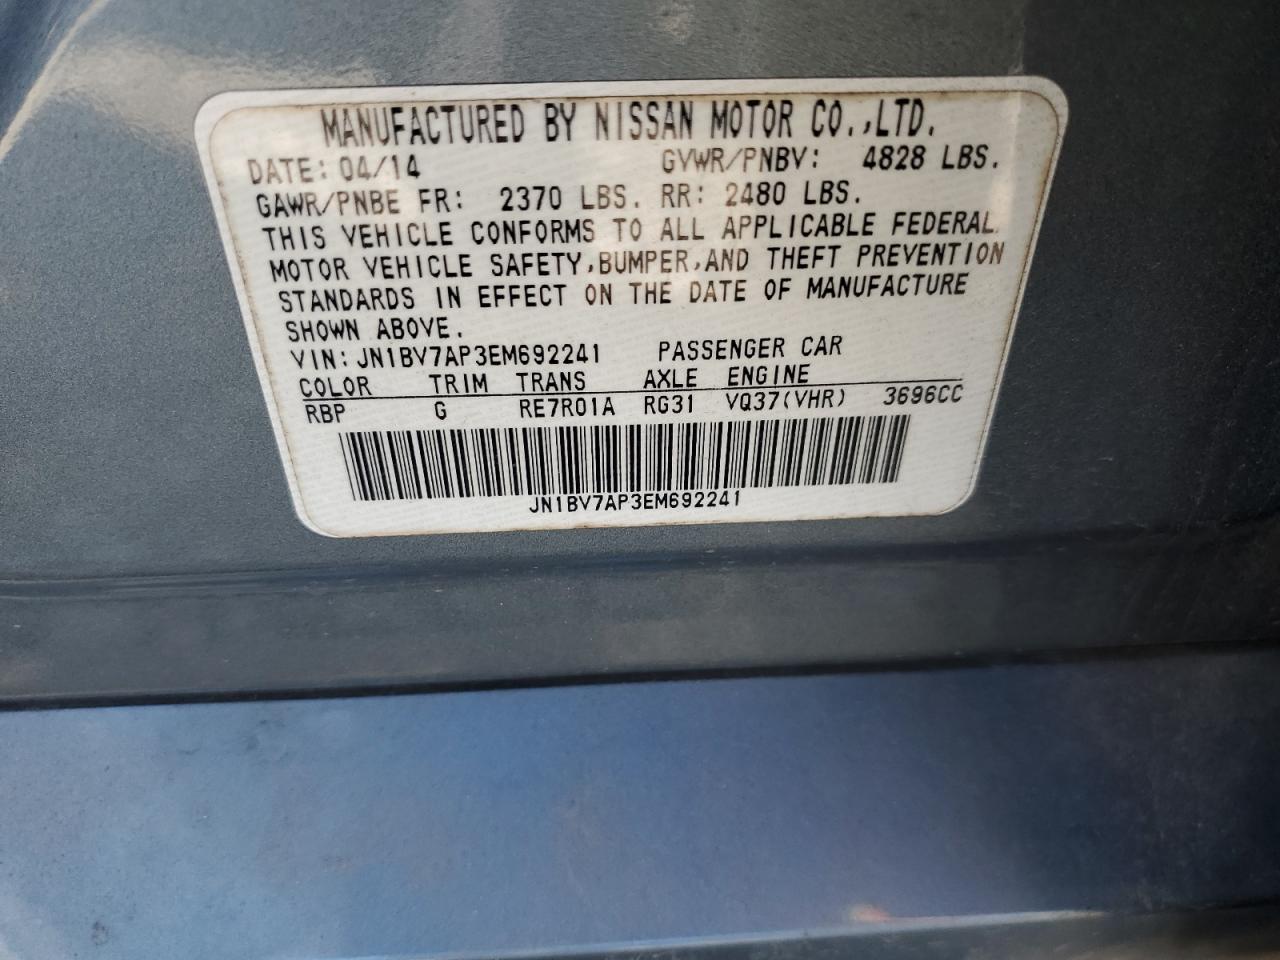 MANUFACTURED BY NISSAN MOTOR CO.,LTD.
DATE: 04/14 GVWR/PNBV: 4828 LBS.
GAWR/PNBE FR: 2370 LBS. RR: 2480 LBS.
THIS VEHICLE CONFORMS TO ALL APPLICABLE FEDERAL
MOTOR VEHICLE SAFETY,BUMPER,AND THEFT PREVENTION
STANDARDS IN EFFECT ON THE DATE OF MANUFACTURE
SHOWN ABOVE.
VIN: JN1BV7AP3EM692241 PASSENGER CAR
COLOR TRIM TRANS AXLE ENGINE
RBP G RE7R01A RG31 VQ37(VHR) 3696CC
JN1BV7AP3EM692241